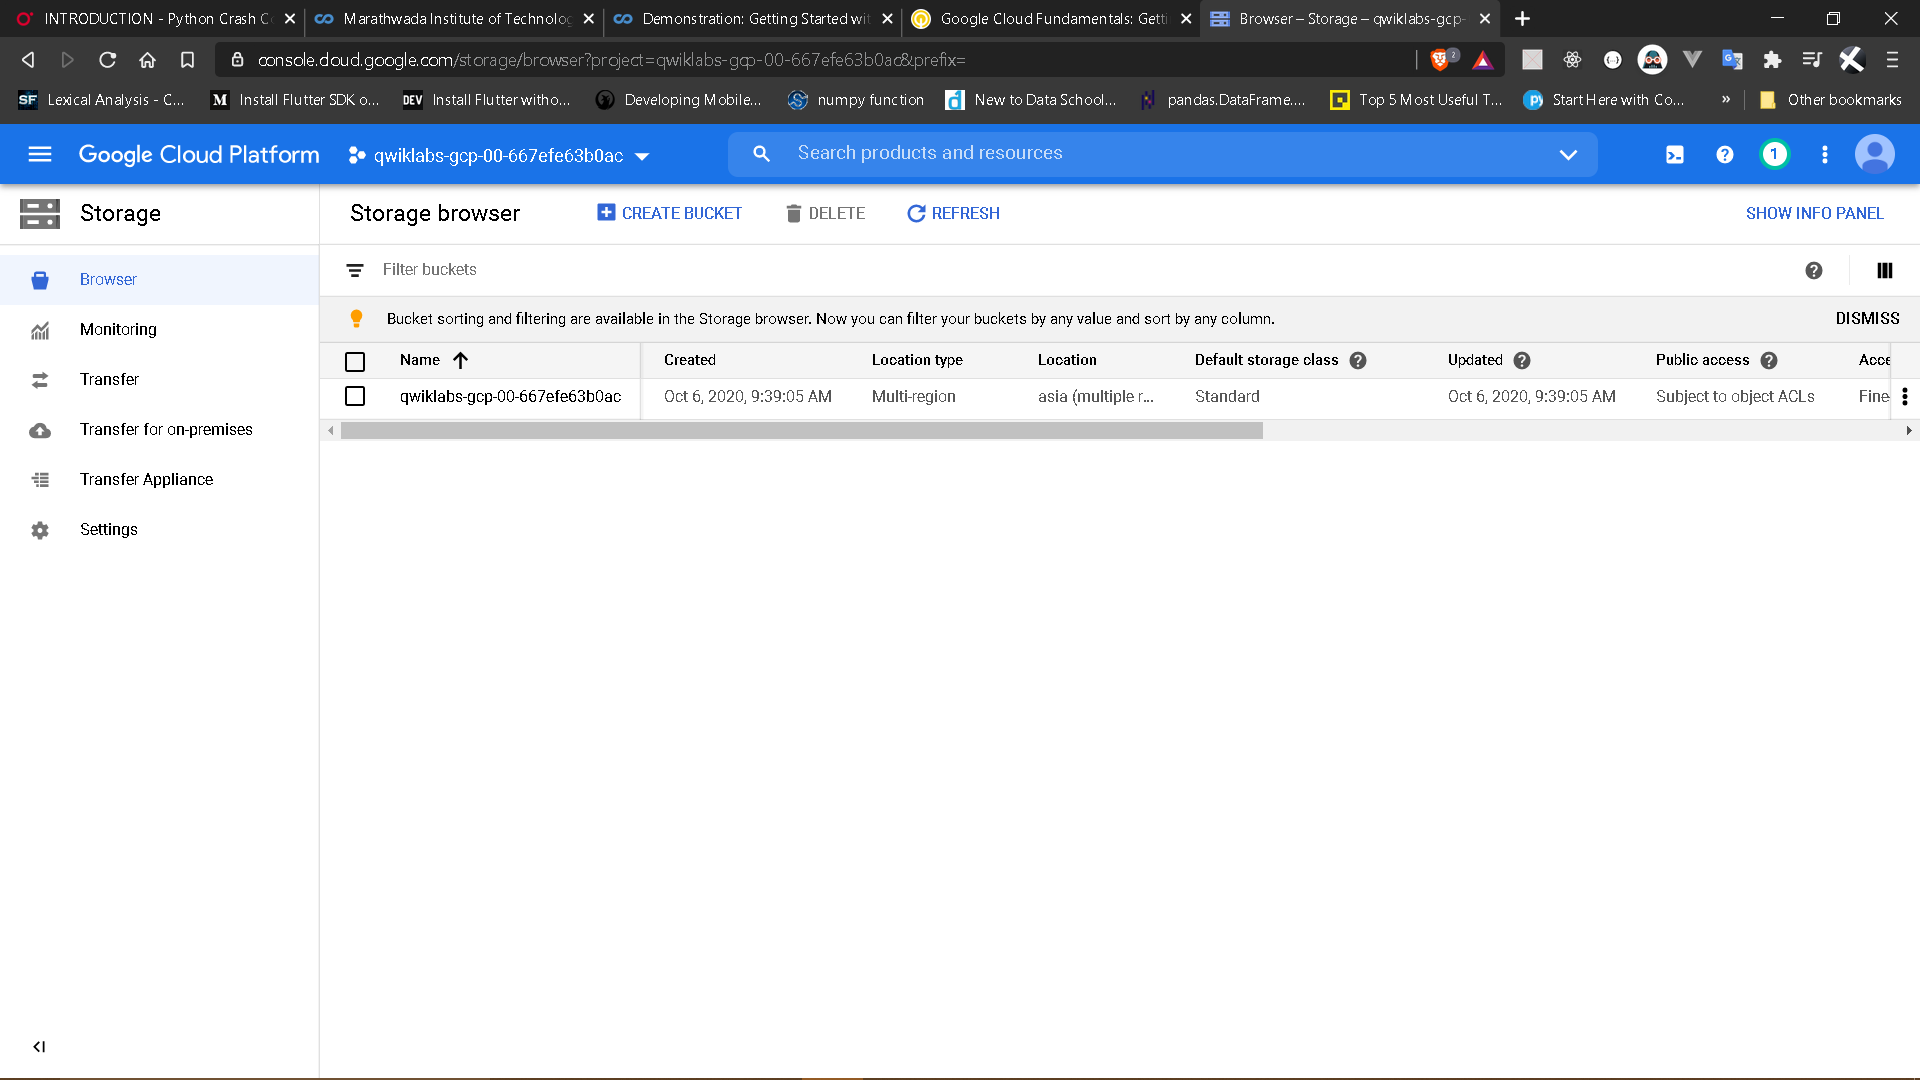 INTRODUCTION - Python Crash C
Marathwada Institute of Technolog
Demonstration: Getting Started wit
Google Cloud Fundamentals: Getti
Browser – Storage – qwiklabs-gcp-
console.cloud.google.com/storage/browser?project=qwiklabs-gcp-00-667efe63b0ac&prefix=
2
SF Lexical Analysis - C...
M Install Flutter SDK o...
DEV Install Flutter witho...
Developing Mobile...
numpy function
d New to Data School...
pandas.DataFrame....
Top 5 Most Useful T...
Start Here with Co...
»
Other bookmarks
Google Cloud Platform
qwiklabs-gcp-00-667efe63b0ac
Search products and resources
1
Storage
Storage browser
CREATE BUCKET
DELETE
REFRESH
SHOW INFO PANEL
Browser
Monitoring
Transfer
Transfer for on-premises
Transfer Appliance
Settings
Filter buckets
Bucket sorting and filtering are available in the Storage browser. Now you can filter your buckets by any value and sort by any column.
DISMISS
Name Created Location type Location Default storage class Updated Public access Acce
qwiklabs-gcp-00-667efe63b0ac Oct 6, 2020, 9:39:05 AM Multi-region asia (multiple r... Standard Oct 6, 2020, 9:39:05 AM Subject to object ACLs Fine-